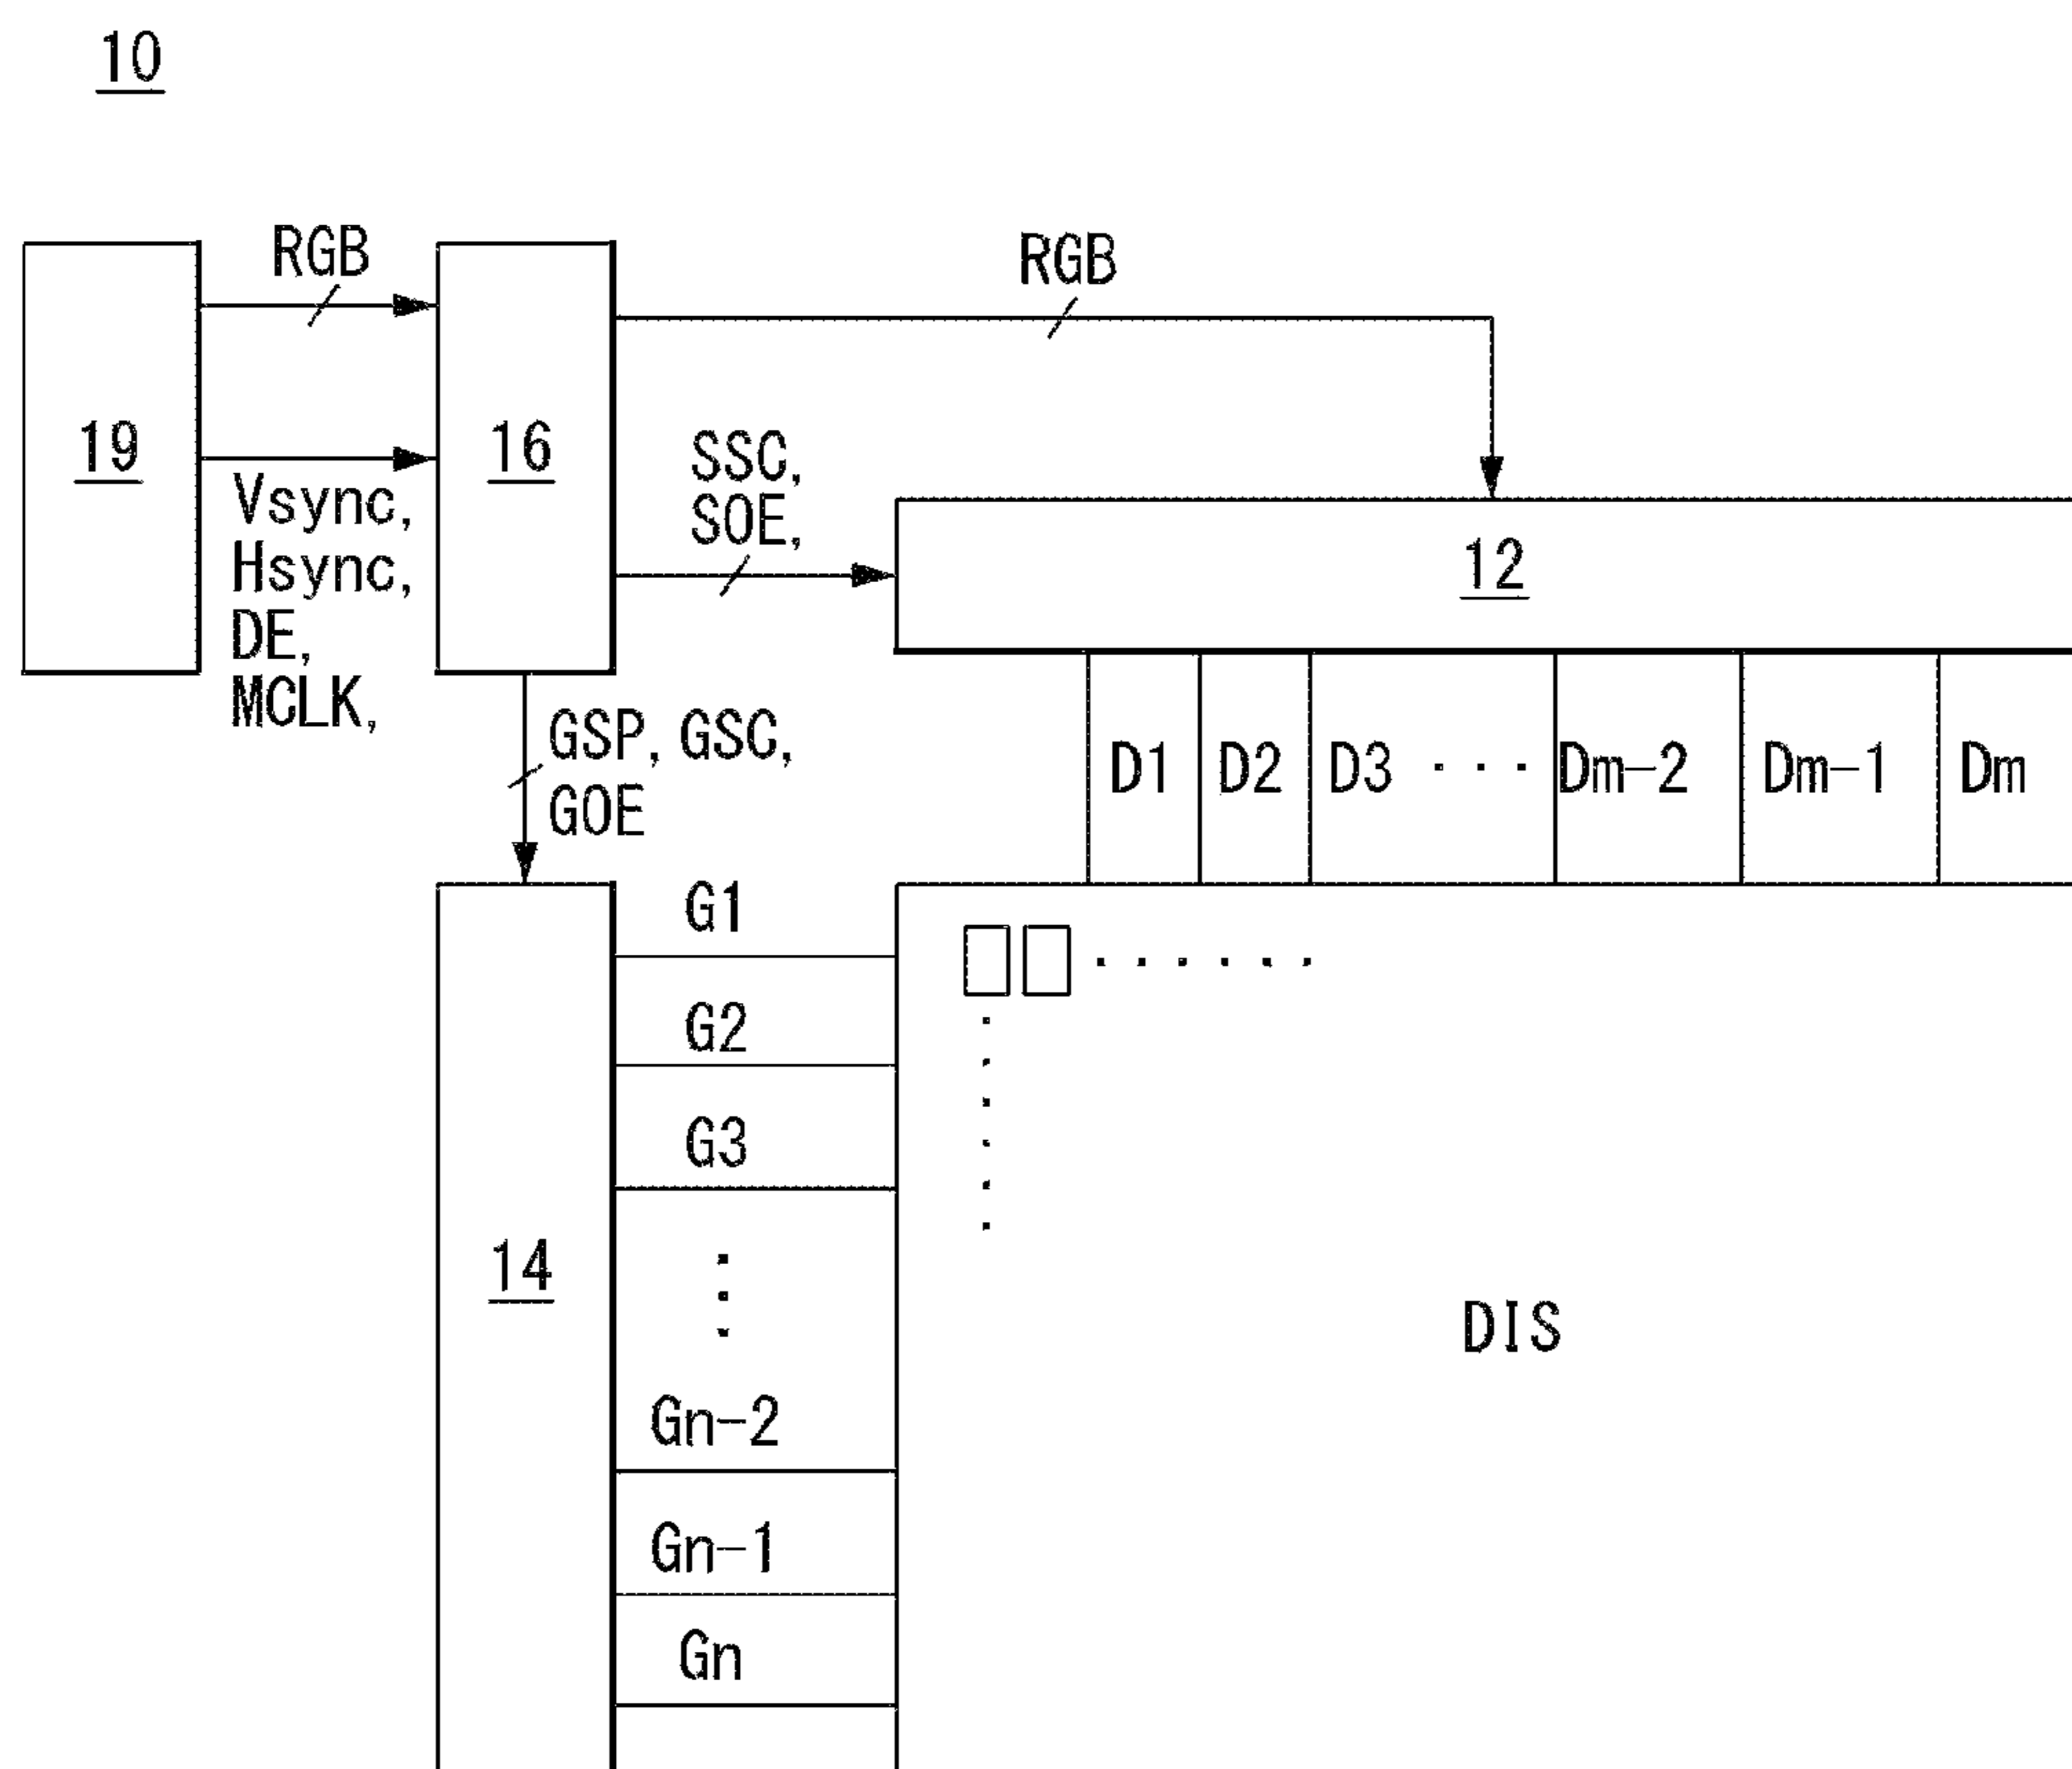 10
RGB
RGB
19
16
SSC,
SOE,
Vsync,
Hsync,
DE,
MCLK,
12
GSP, GSC,
GOE
D1 D2 D3 ··· Dm-2 Dm-1 Dm
G1
G2
G3
14
DIS
Gn-2
Gn-1
Gn